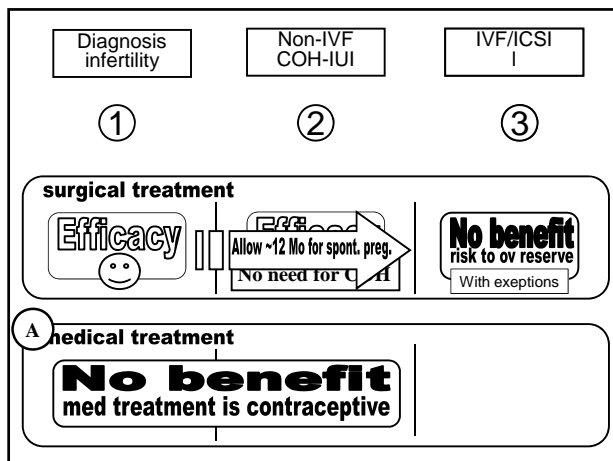 Diagnosis
infertility
Non-IVF
COH-IUI
IVF/ICSI
I
1
2
3
surgical treatment
Efficacy
Allow ~12 Mo for spont. preg.
No need for
No benefit
risk to ov reserve
With exeptions
A
medical treatment
No benefit
med treatment is contraceptive